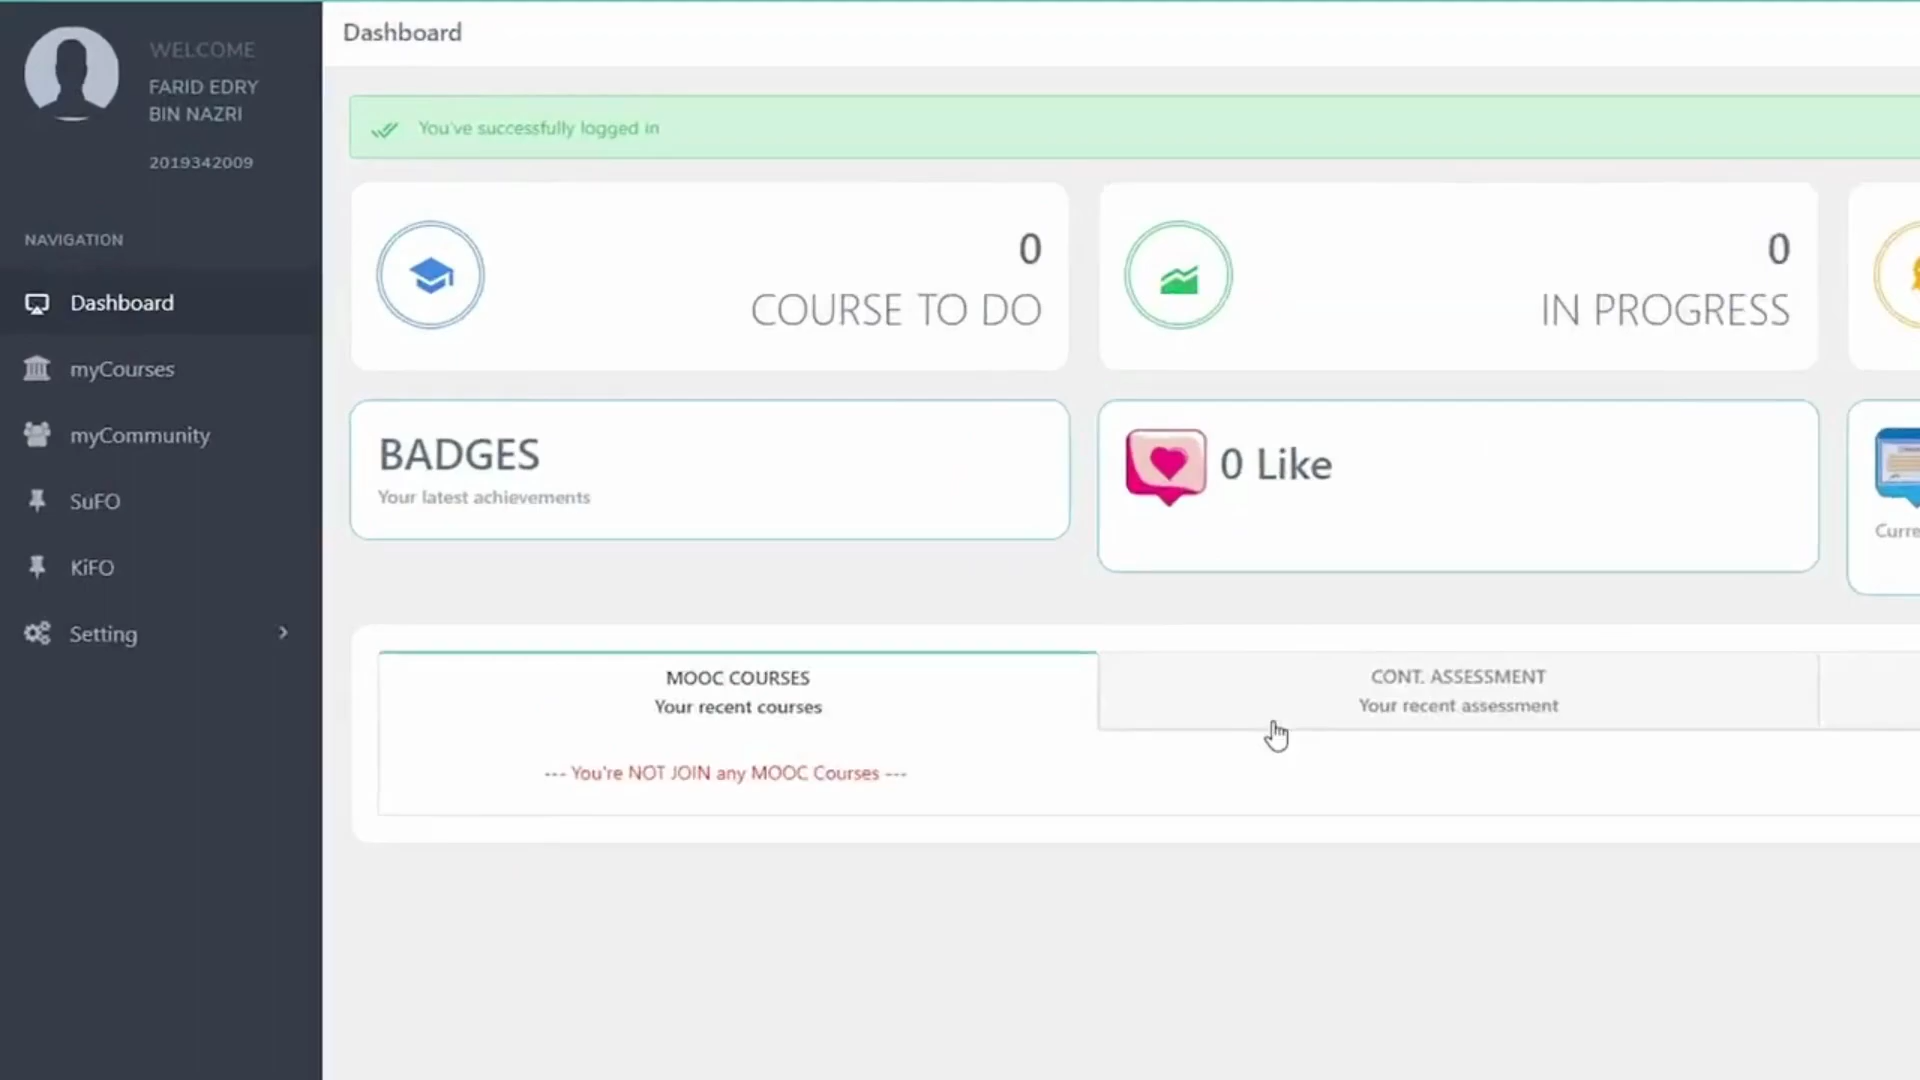 WELCOME
FARID EDRY
BIN NAZRI
2019342009
NAVIGATION
Dashboard
myCourses
myCommunity
SuFO
KiFO
Setting
Dashboard
You've successfully logged in
0
COURSE TO DO
0
IN PROGRESS
BADGES
Your latest achievements
0 Like
Curre
MOOC COURSES
Your recent courses
CONT. ASSESSMENT
Your recent assessment
--- You're NOT JOIN any MOOC Courses ---